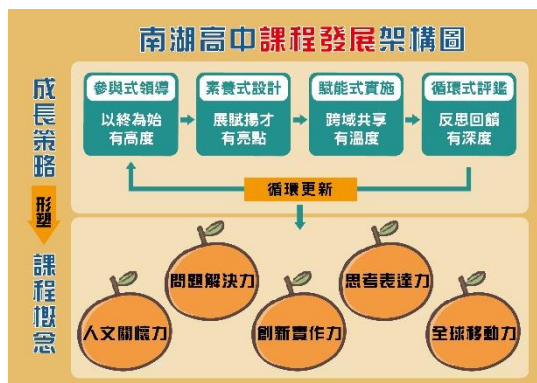 南湖高中課程發展架構圖
成長策略
參與式領導
以終為始
有高度
素養式設計
展賦揚才
有亮點
賦能式實施
跨域共享
有溫度
循環式評鑑
反思回饋
有深度
循環更新
形塑
課程概念
人文關懷力
問題解決力
創新實作力
思考表達力
全球移動力